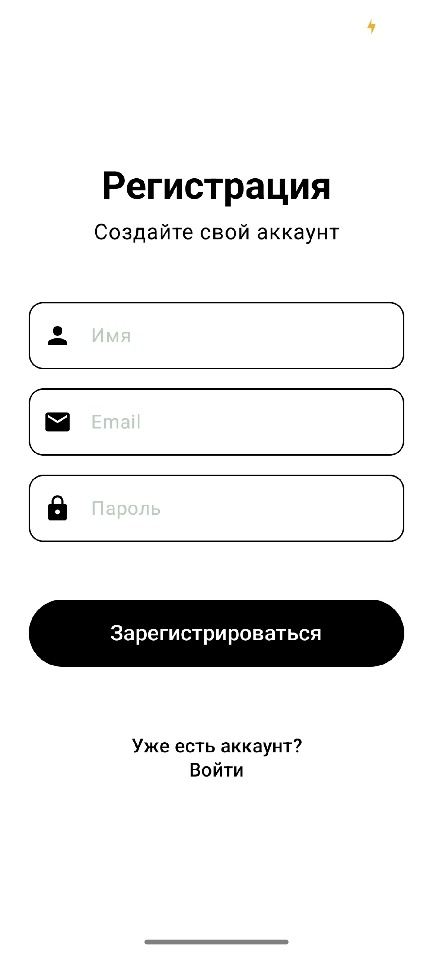 Регистрация
Создайте свой аккаунт
Имя
Email
Пароль
Зарегистрироваться
Уже есть аккаунт?
Войти